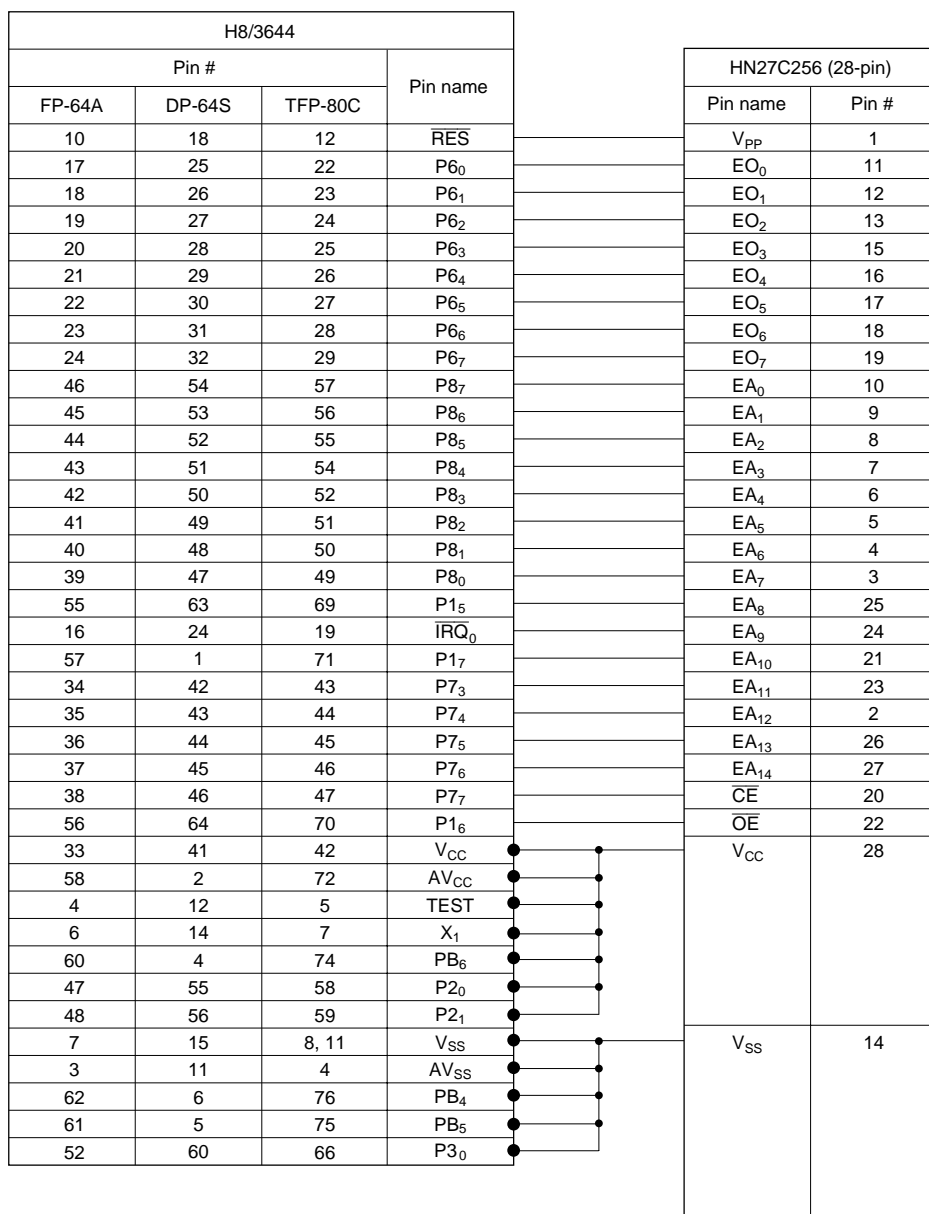 H8/3644
Pin # Pin name HN27C256 (28-pin)
FP-64A DP-64S TFP-80C Pin name Pin #
10 18 12 R̅E̅S̅ V_PP 1
17 25 22 P6₀ EO₀ 11
18 26 23 P6₁ EO₁ 12
19 27 24 P6₂ EO₂ 13
20 28 25 P6₃ EO₃ 15
21 29 26 P6₄ EO₄ 16
22 30 27 P6₅ EO₅ 17
23 31 28 P6₆ EO₆ 18
24 32 29 P6₇ EO₇ 19
46 54 57 P8₇ EA₀ 10
45 53 56 P8₆ EA₁ 9
44 52 55 P8₅ EA₂ 8
43 51 54 P8₄ EA₃ 7
42 50 52 P8₃ EA₄ 6
41 49 51 P8₂ EA₅ 5
40 48 50 P8₁ EA₆ 4
39 47 49 P8₀ EA₇ 3
55 63 69 P1₅ EA₈ 25
16 24 19 I̅R̅Q̅₀ EA₉ 24
57 1 71 P1₇ EA₁₀ 21
34 42 43 P7₃ EA₁₁ 23
35 43 44 P7₄ EA₁₂ 2
36 44 45 P7₅ EA₁₃ 26
37 45 46 P7₆ EA₁₄ 27
38 46 47 P7₇ C̅E̅ 20
56 64 70 P1₆ O̅E̅ 22
33 41 42 V_CC V_CC 28
58 2 72 AV_CC
4 12 5 TEST
6 14 7 X₁
60 4 74 PB₆
47 55 58 P2₀
48 56 59 P2₁
7 15 8, 11 V_SS V_SS 14
3 11 4 AV_SS
62 6 76 PB₄
61 5 75 PB₅
52 60 66 P3₀